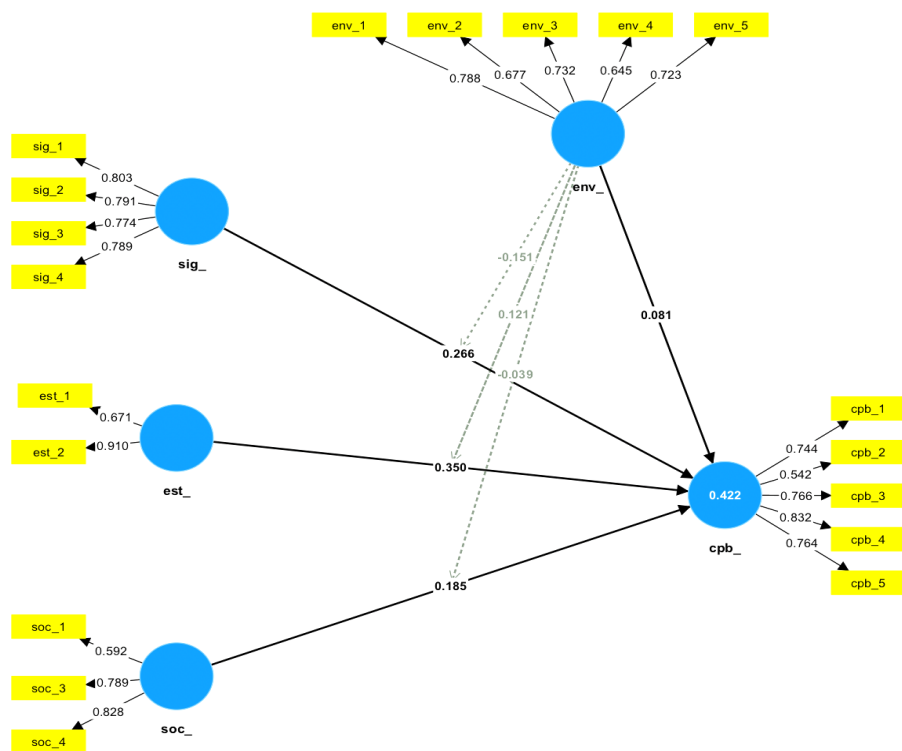 env_1 env_2 env_3 env_4 env_5
0.788 0.677 0.732 0.645 0.723
env_
sig_1
sig_2
sig_3
sig_4
0.803
0.791
0.774
0.789
sig_
-0.151
0.121
-0.039
0.081
0.266
est_1
est_2
0.671
0.910
est_
0.350
cpb_1
cpb_2
cpb_3
cpb_4
cpb_5
0.744
0.542
0.766
0.832
0.764
0.422
cpb_
0.185
soc_1
soc_3
soc_4
0.592
0.789
0.828
soc_